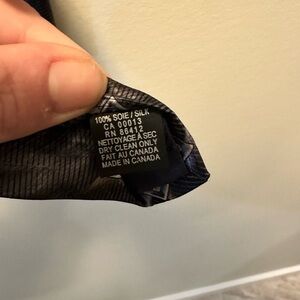 100% SOIE / SILK
CA 00013
RN 86412
NETTOYAGE A SEC
DRY CLEAN ONLY
FAIT AU CANADA
MADE IN CANADA